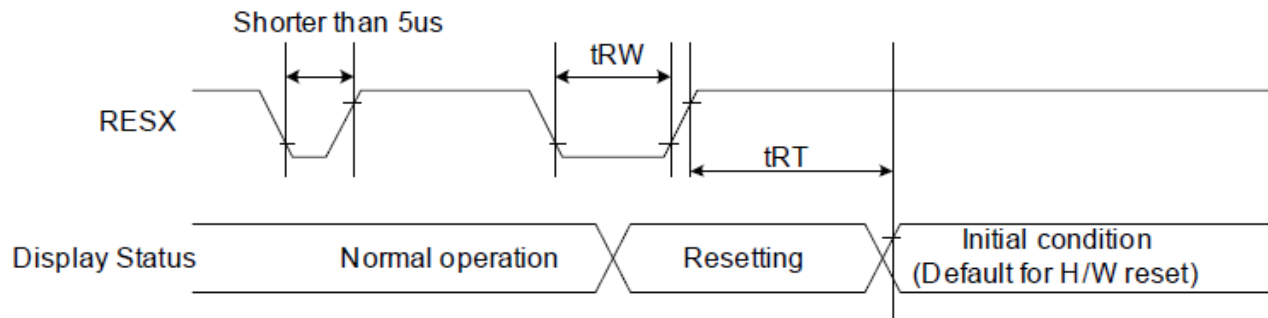 Shorter than 5us
tRW
RESX
tRT
Display Status
Normal operation
Resetting
Initial condition
(Default for H/W reset)